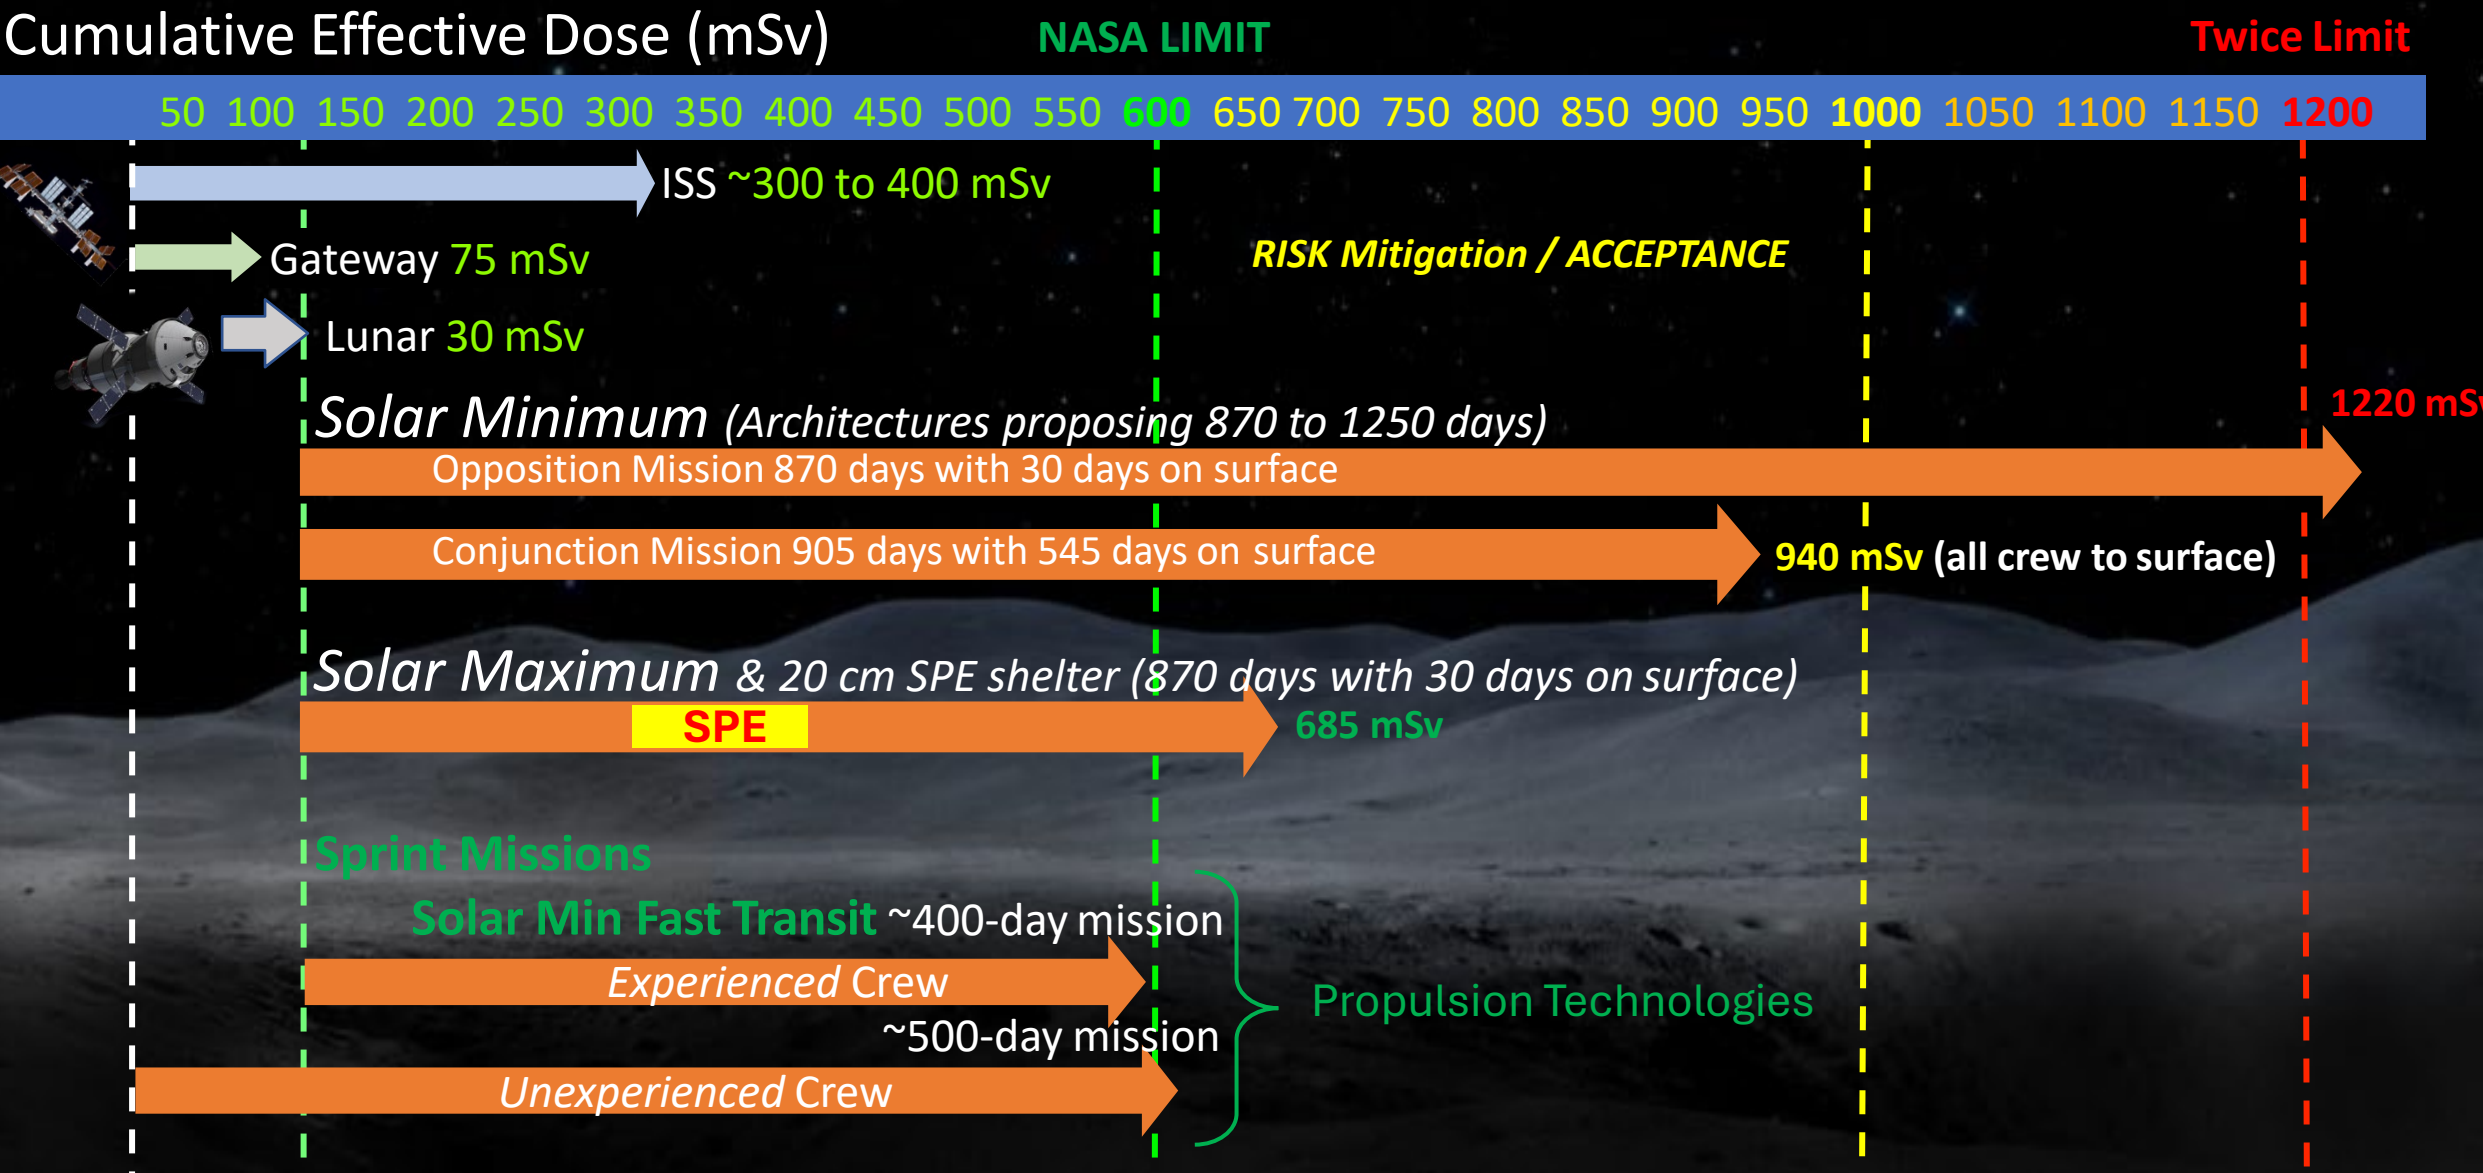 Cumulative Effective Dose (mSv)
NASA LIMIT
Twice Limit
50 100 150 200 250 300 350 400 450 500 550 600 650 700 750 800 850 900 950 1000 1050 1100 1150 1200
ISS ~300 to 400 mSv
Gateway 75 mSv
RISK Mitigation / ACCEPTANCE
Lunar 30 mSv
1220 mSv
Solar Minimum (Architectures proposing 870 to 1250 days)
Opposition Mission 870 days with 30 days on surface
Conjunction Mission 905 days with 545 days on surface
940 mSv (all crew to surface)
Solar Maximum & 20 cm SPE shelter (870 days with 30 days on surface)
SPE
685 mSv
Sprint Missions
Solar Min Fast Transit ~400-day mission
Experienced Crew
Propulsion Technologies
~500-day mission
Unexperienced Crew